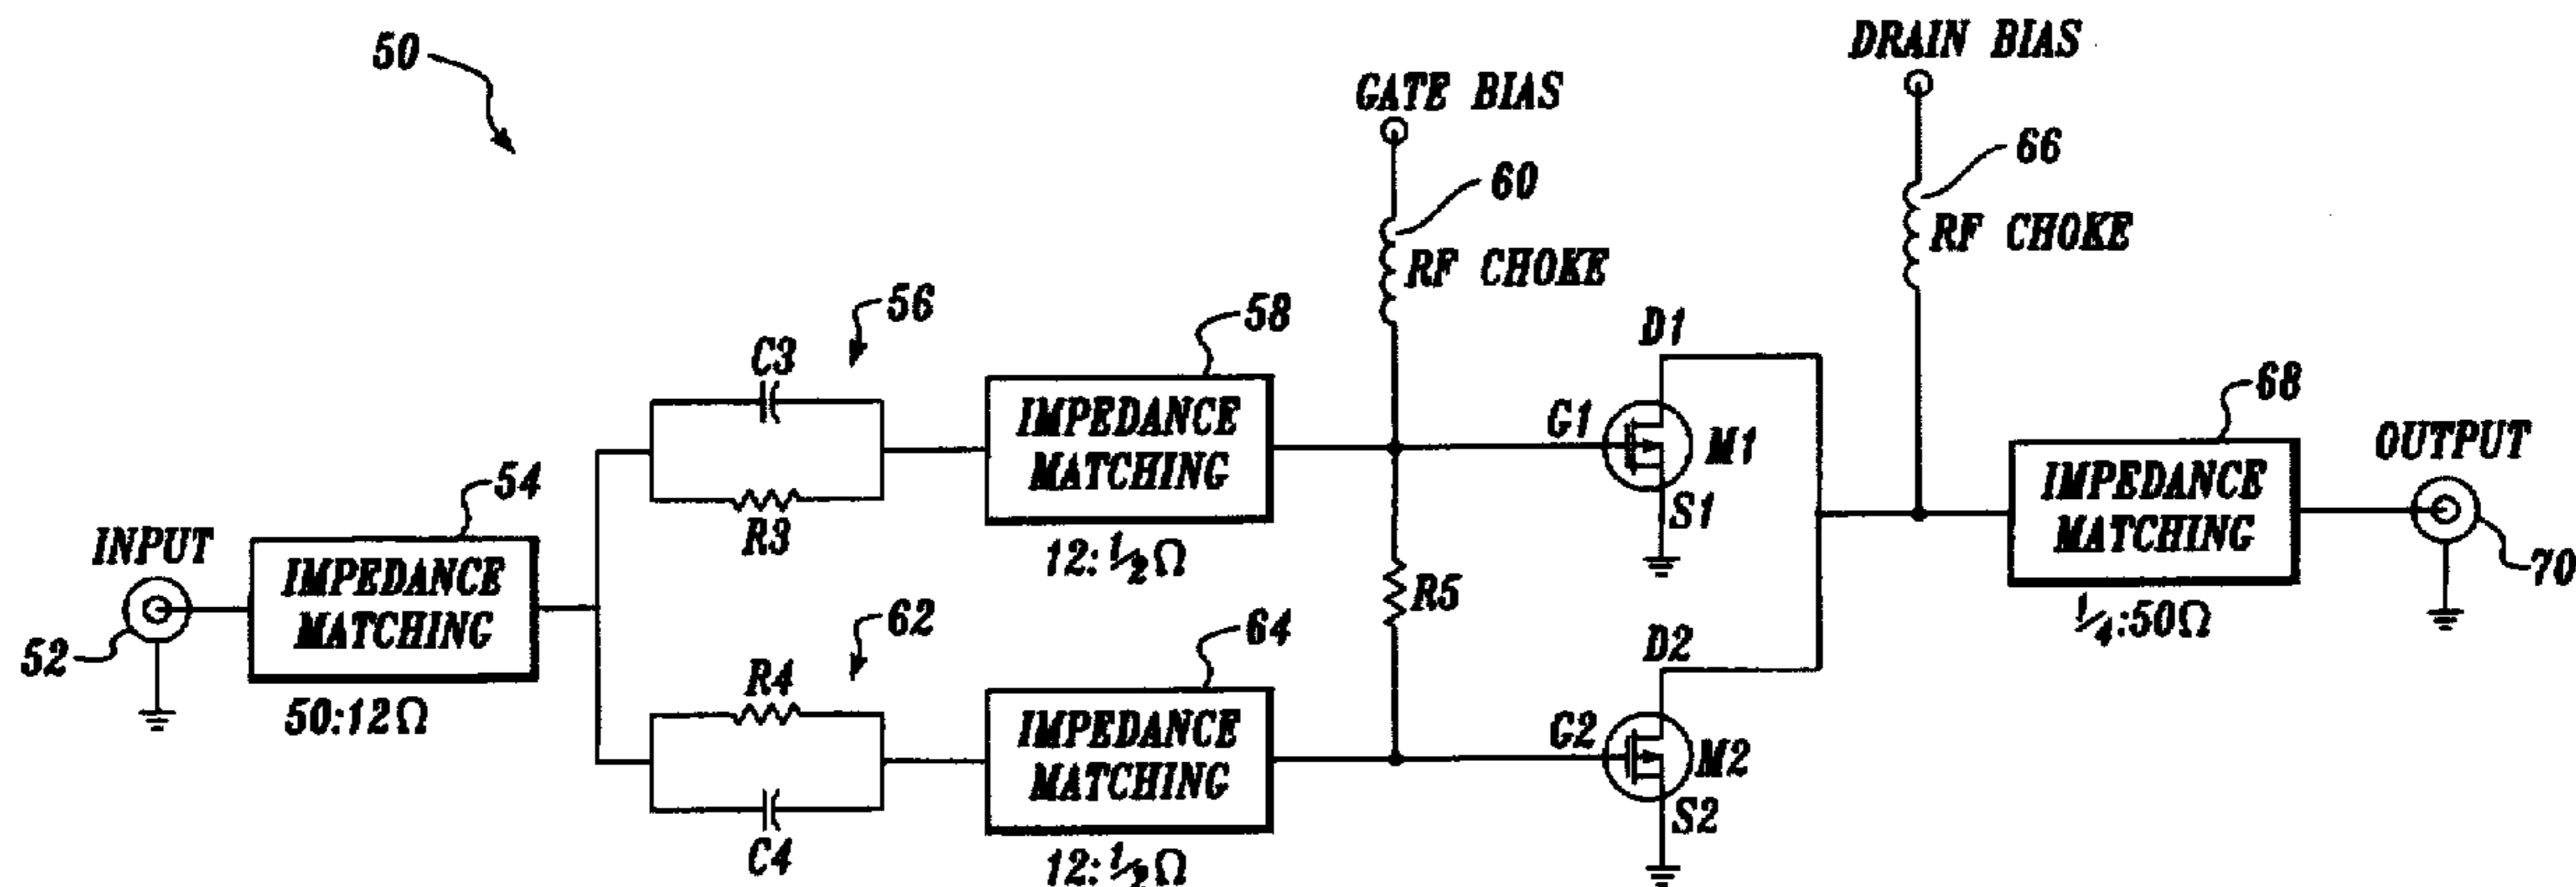 50
DRAIN BIAS
GATE BIAS
66
60
RF CHOKE
RF CHOKE
56
58
D1
C3
68
IMPEDANCE
MATCHING
G1
M1
OUTPUT
54
S1
IMPEDANCE
MATCHING
R3
INPUT
12:½Ω
70
IMPEDANCE
MATCHING
R5
¼:50Ω
52
62
64
D2
R4
50:12Ω
IMPEDANCE
MATCHING
G2
M2
S2
C4
12:½Ω